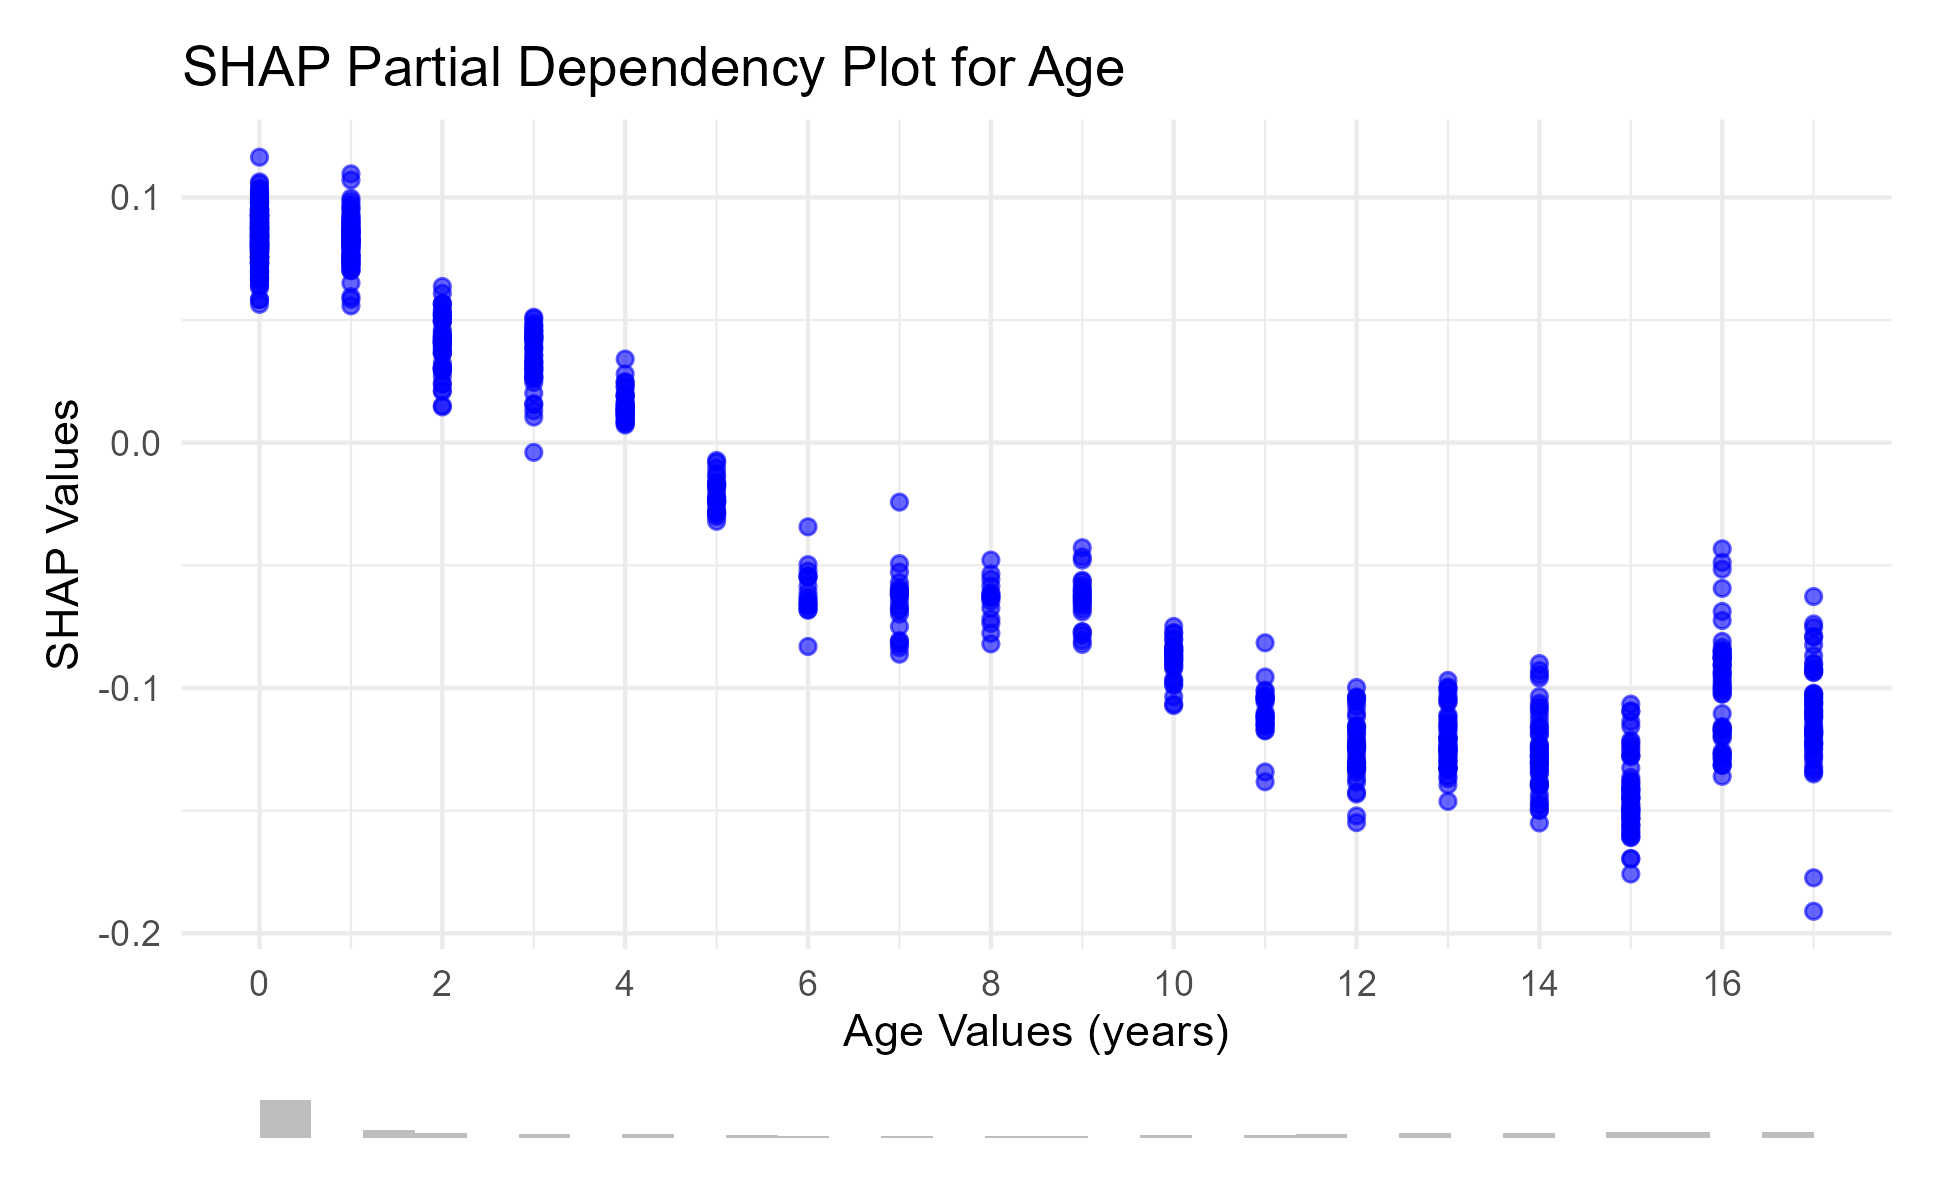 SHAP Partial Dependency Plot for Age
SHAP Values
0.1
0.0
-0.1
-0.2
0 2 4 6 8 10 12 14 16
Age Values (years)